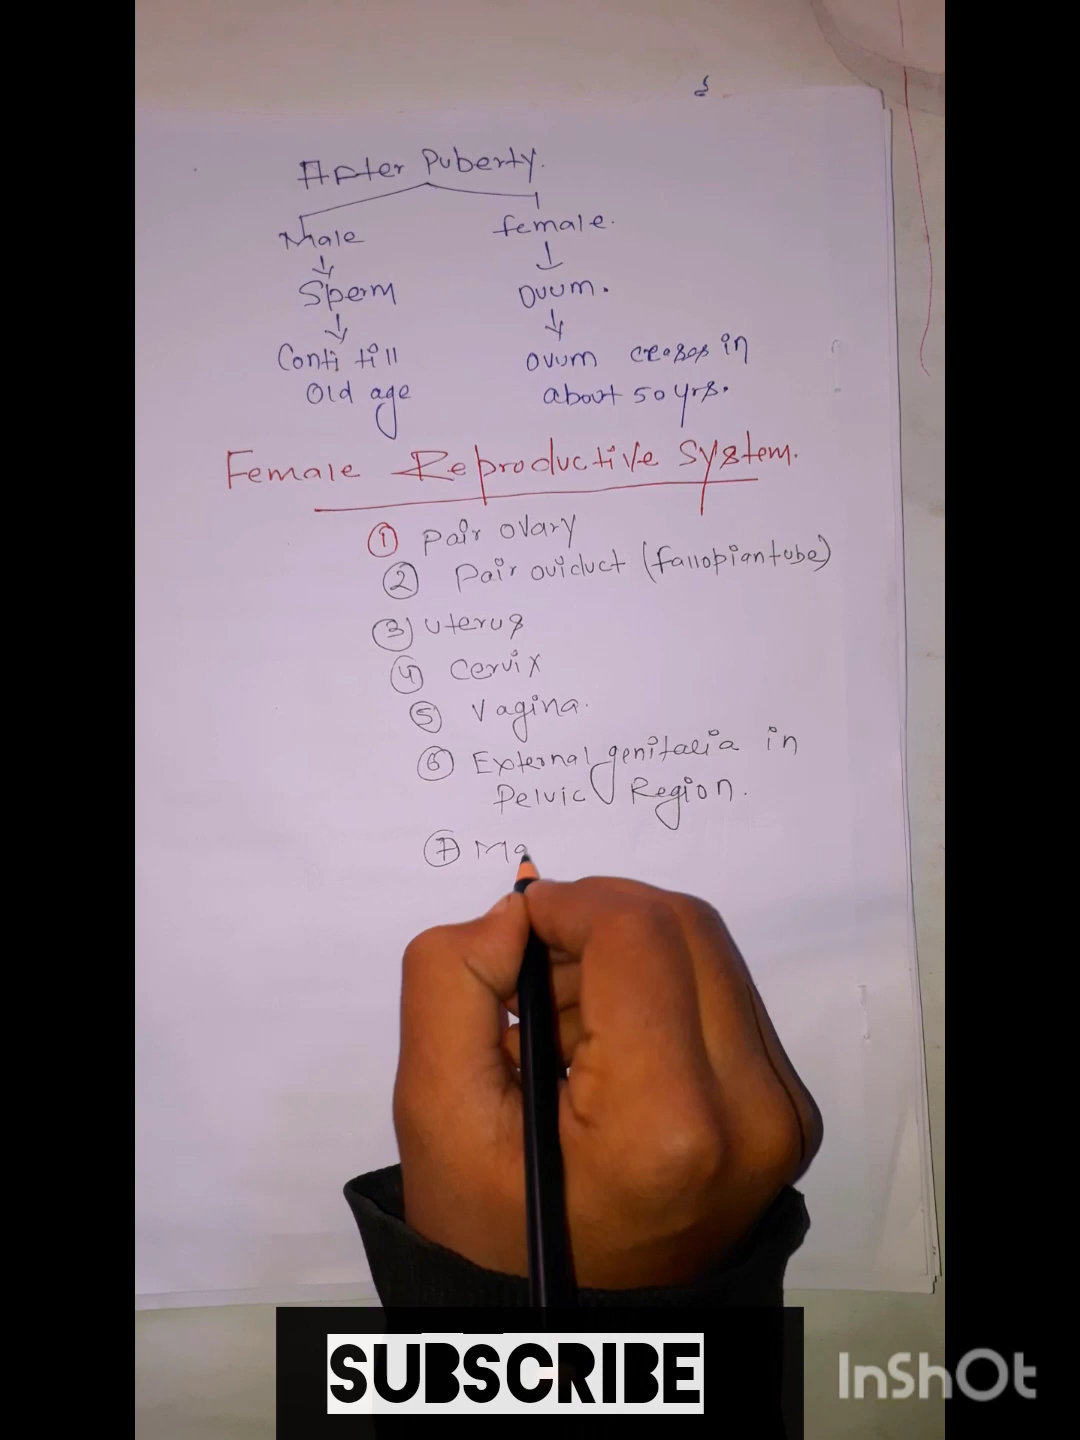 After Puberty.
Male female.
Sperm Ovum.
Conti till Ovum ceases in
Old age about 50 yrs.
Female Reproductive System.
① Pair ovary
② Pair oviduct (fallopian tube)
③ Uterus
④ Cervix
⑤ Vagina.
⑥ External genitalia in
Pelvic Region.
⑦ Ma
SUBSCRIBE
InShOt